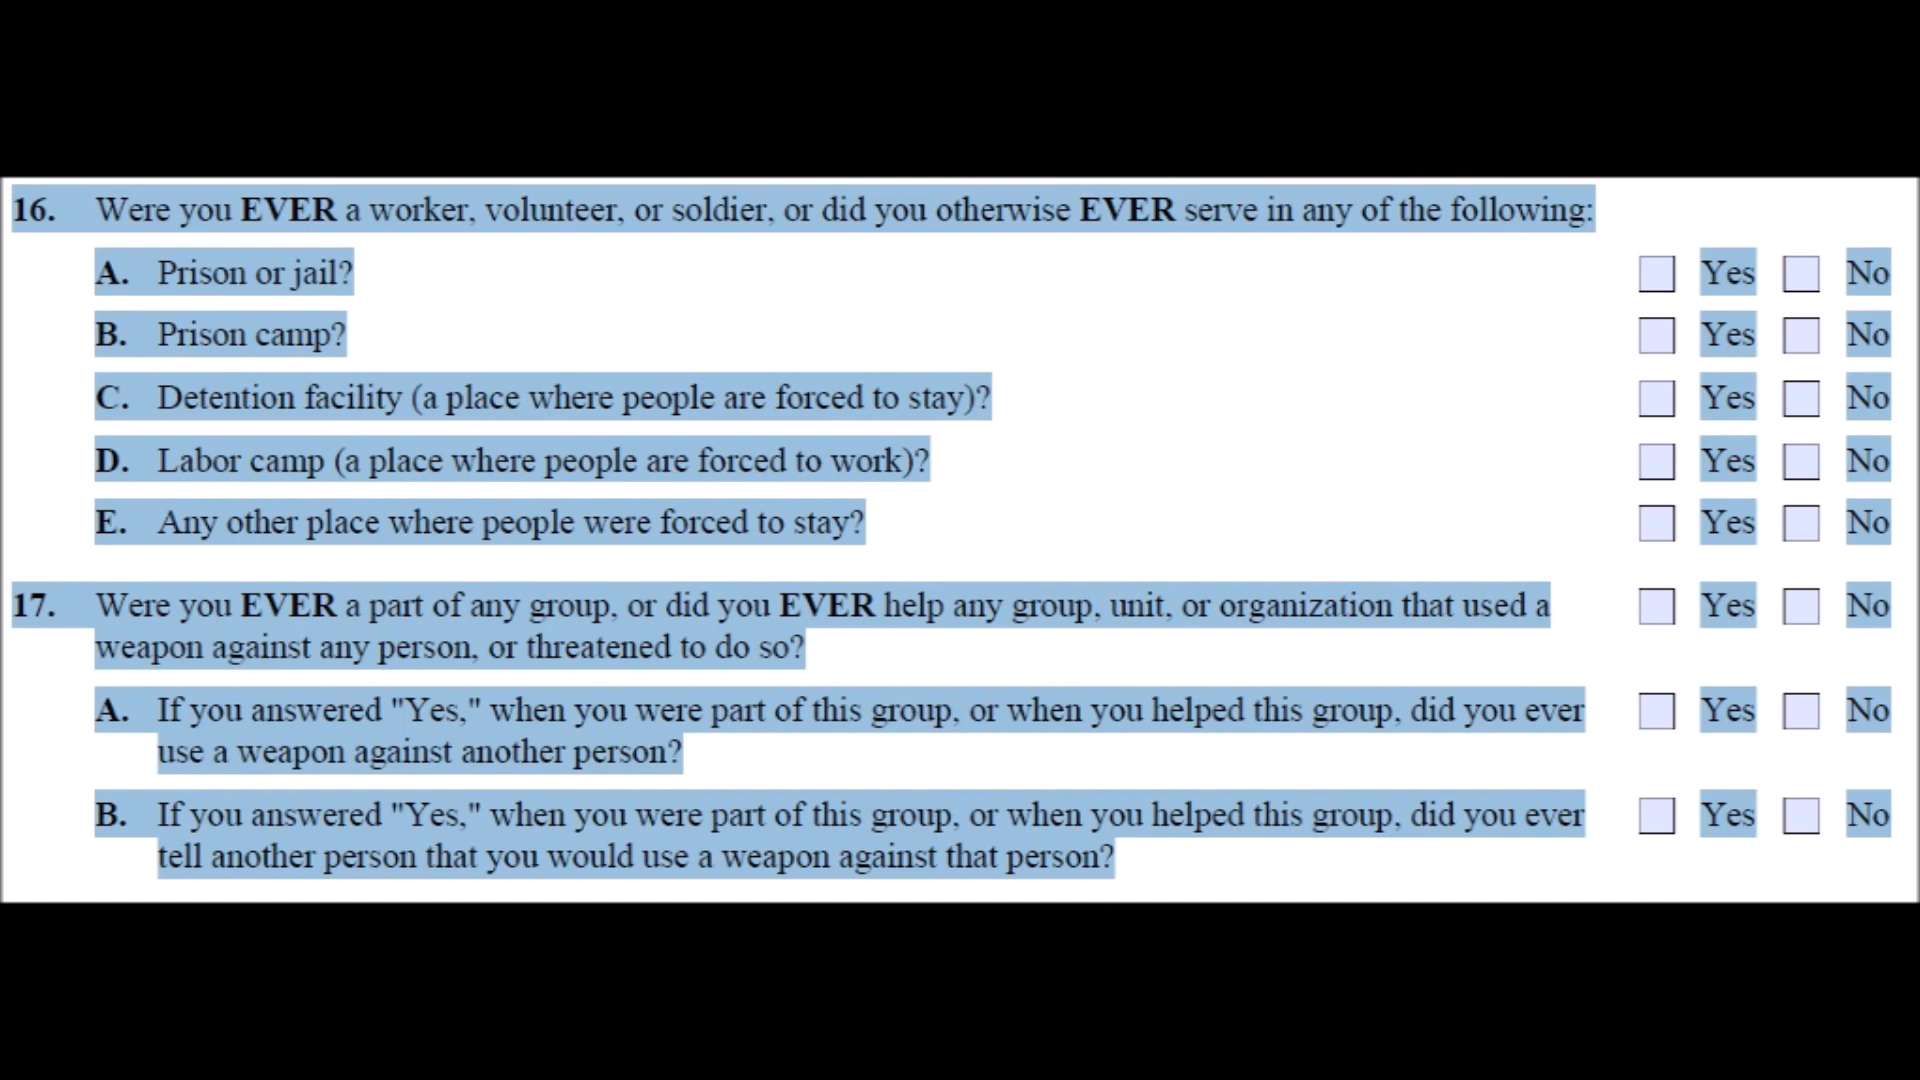 16. Were you EVER a worker, volunteer, or soldier, or did you otherwise EVER serve in any of the following:
A. Prison or jail? Yes No
B. Prison camp? Yes No
C. Detention facility (a place where people are forced to stay)? Yes No
D. Labor camp (a place where people are forced to work)? Yes No
E. Any other place where people were forced to stay? Yes No
17. Were you EVER a part of any group, or did you EVER help any group, unit, or organization that used a Yes No
weapon against any person, or threatened to do so?
A. If you answered "Yes," when you were part of this group, or when you helped this group, did you ever Yes No
use a weapon against another person?
B. If you answered "Yes," when you were part of this group, or when you helped this group, did you ever Yes No
tell another person that you would use a weapon against that person?